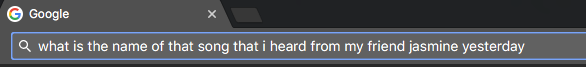 Google
what is the name of that song that i heard from my friend jasmine yesterday